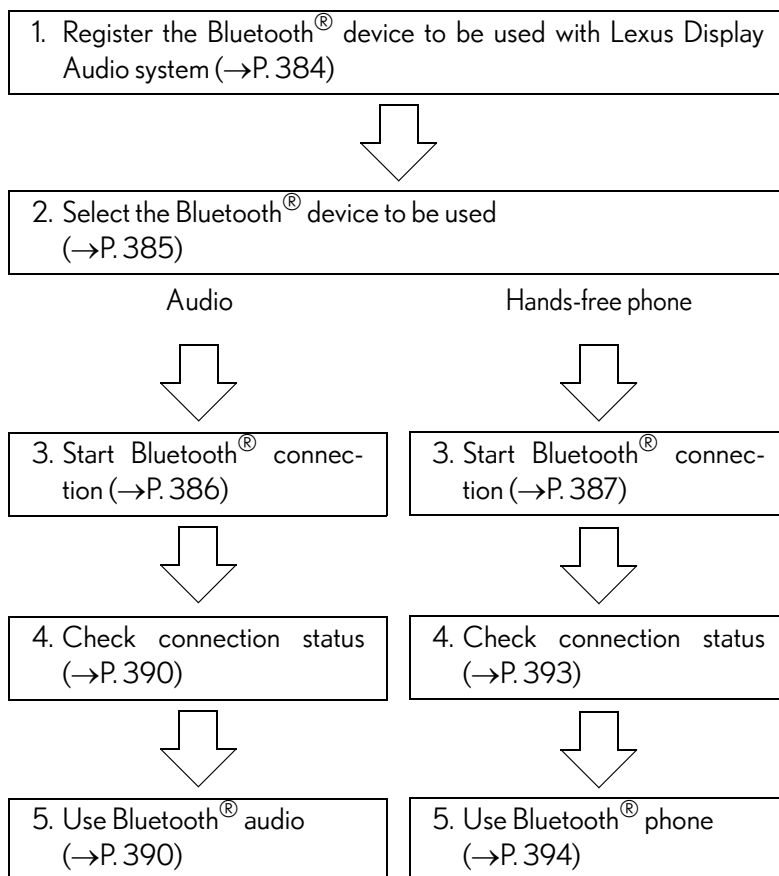 1. Register the Bluetooth® device to be used with Lexus Display
Audio system (→P. 384)
2. Select the Bluetooth® device to be used
(→P. 385)
Audio
Hands-free phone
3. Start Bluetooth® connec-
tion (→P. 386)
3. Start Bluetooth® connec-
tion (→P. 387)
4. Check connection status
(→P. 390)
4. Check connection status
(→P. 393)
5. Use Bluetooth® audio
(→P. 390)
5. Use Bluetooth® phone
(→P. 394)